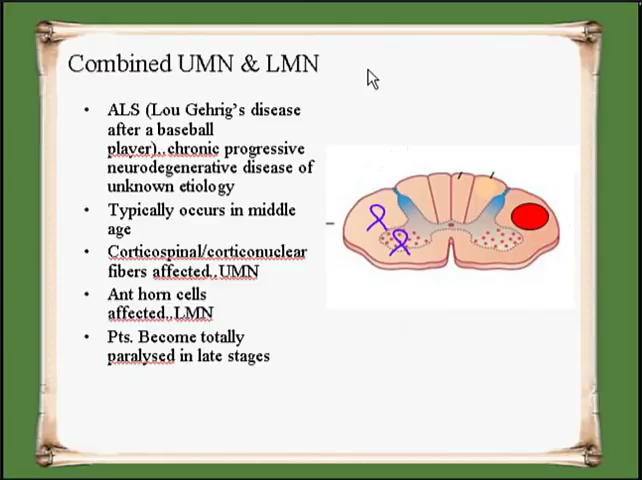 Combined UMN & LMN
• ALS (Lou Gehrig's disease
after a baseball
player)..chronic progressive
neurodegenerative disease of
unknown etiology
• Typically occurs in middle
age
• Corticospinal/corticonuclear
fibers affected..UMN
• Ant horn cells
affected..LMN
• Pts. Become totally
paralysed in late stages